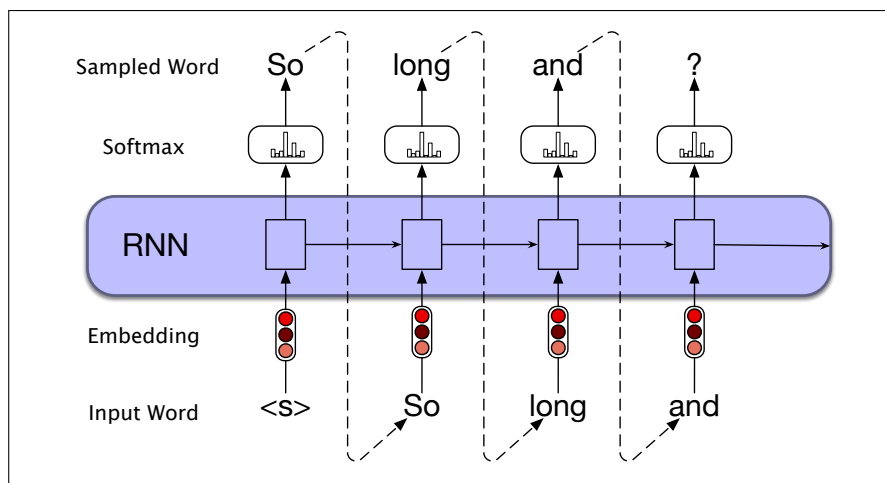 Sampled Word So long and ?
Softmax
RNN
Embedding
Input Word <s> So long and